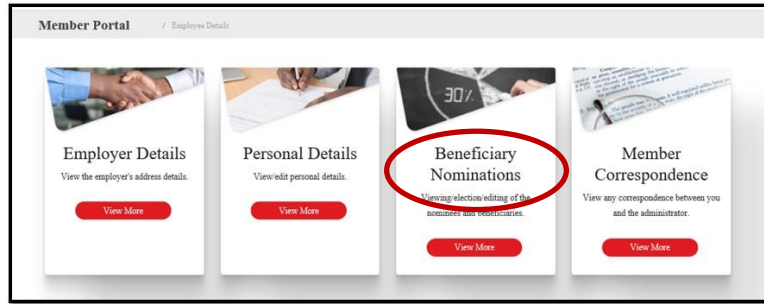 Member Portal / Employee Details
30%
Employer Details
View the employer's address details.
View More
Personal Details
View/edit personal details.
View More
Beneficiary
Nominations
Viewing/election/editing of the
nominees and beneficiaries.
View More
Member
Correspondence
View any correspondence between you
and the administrator.
View More